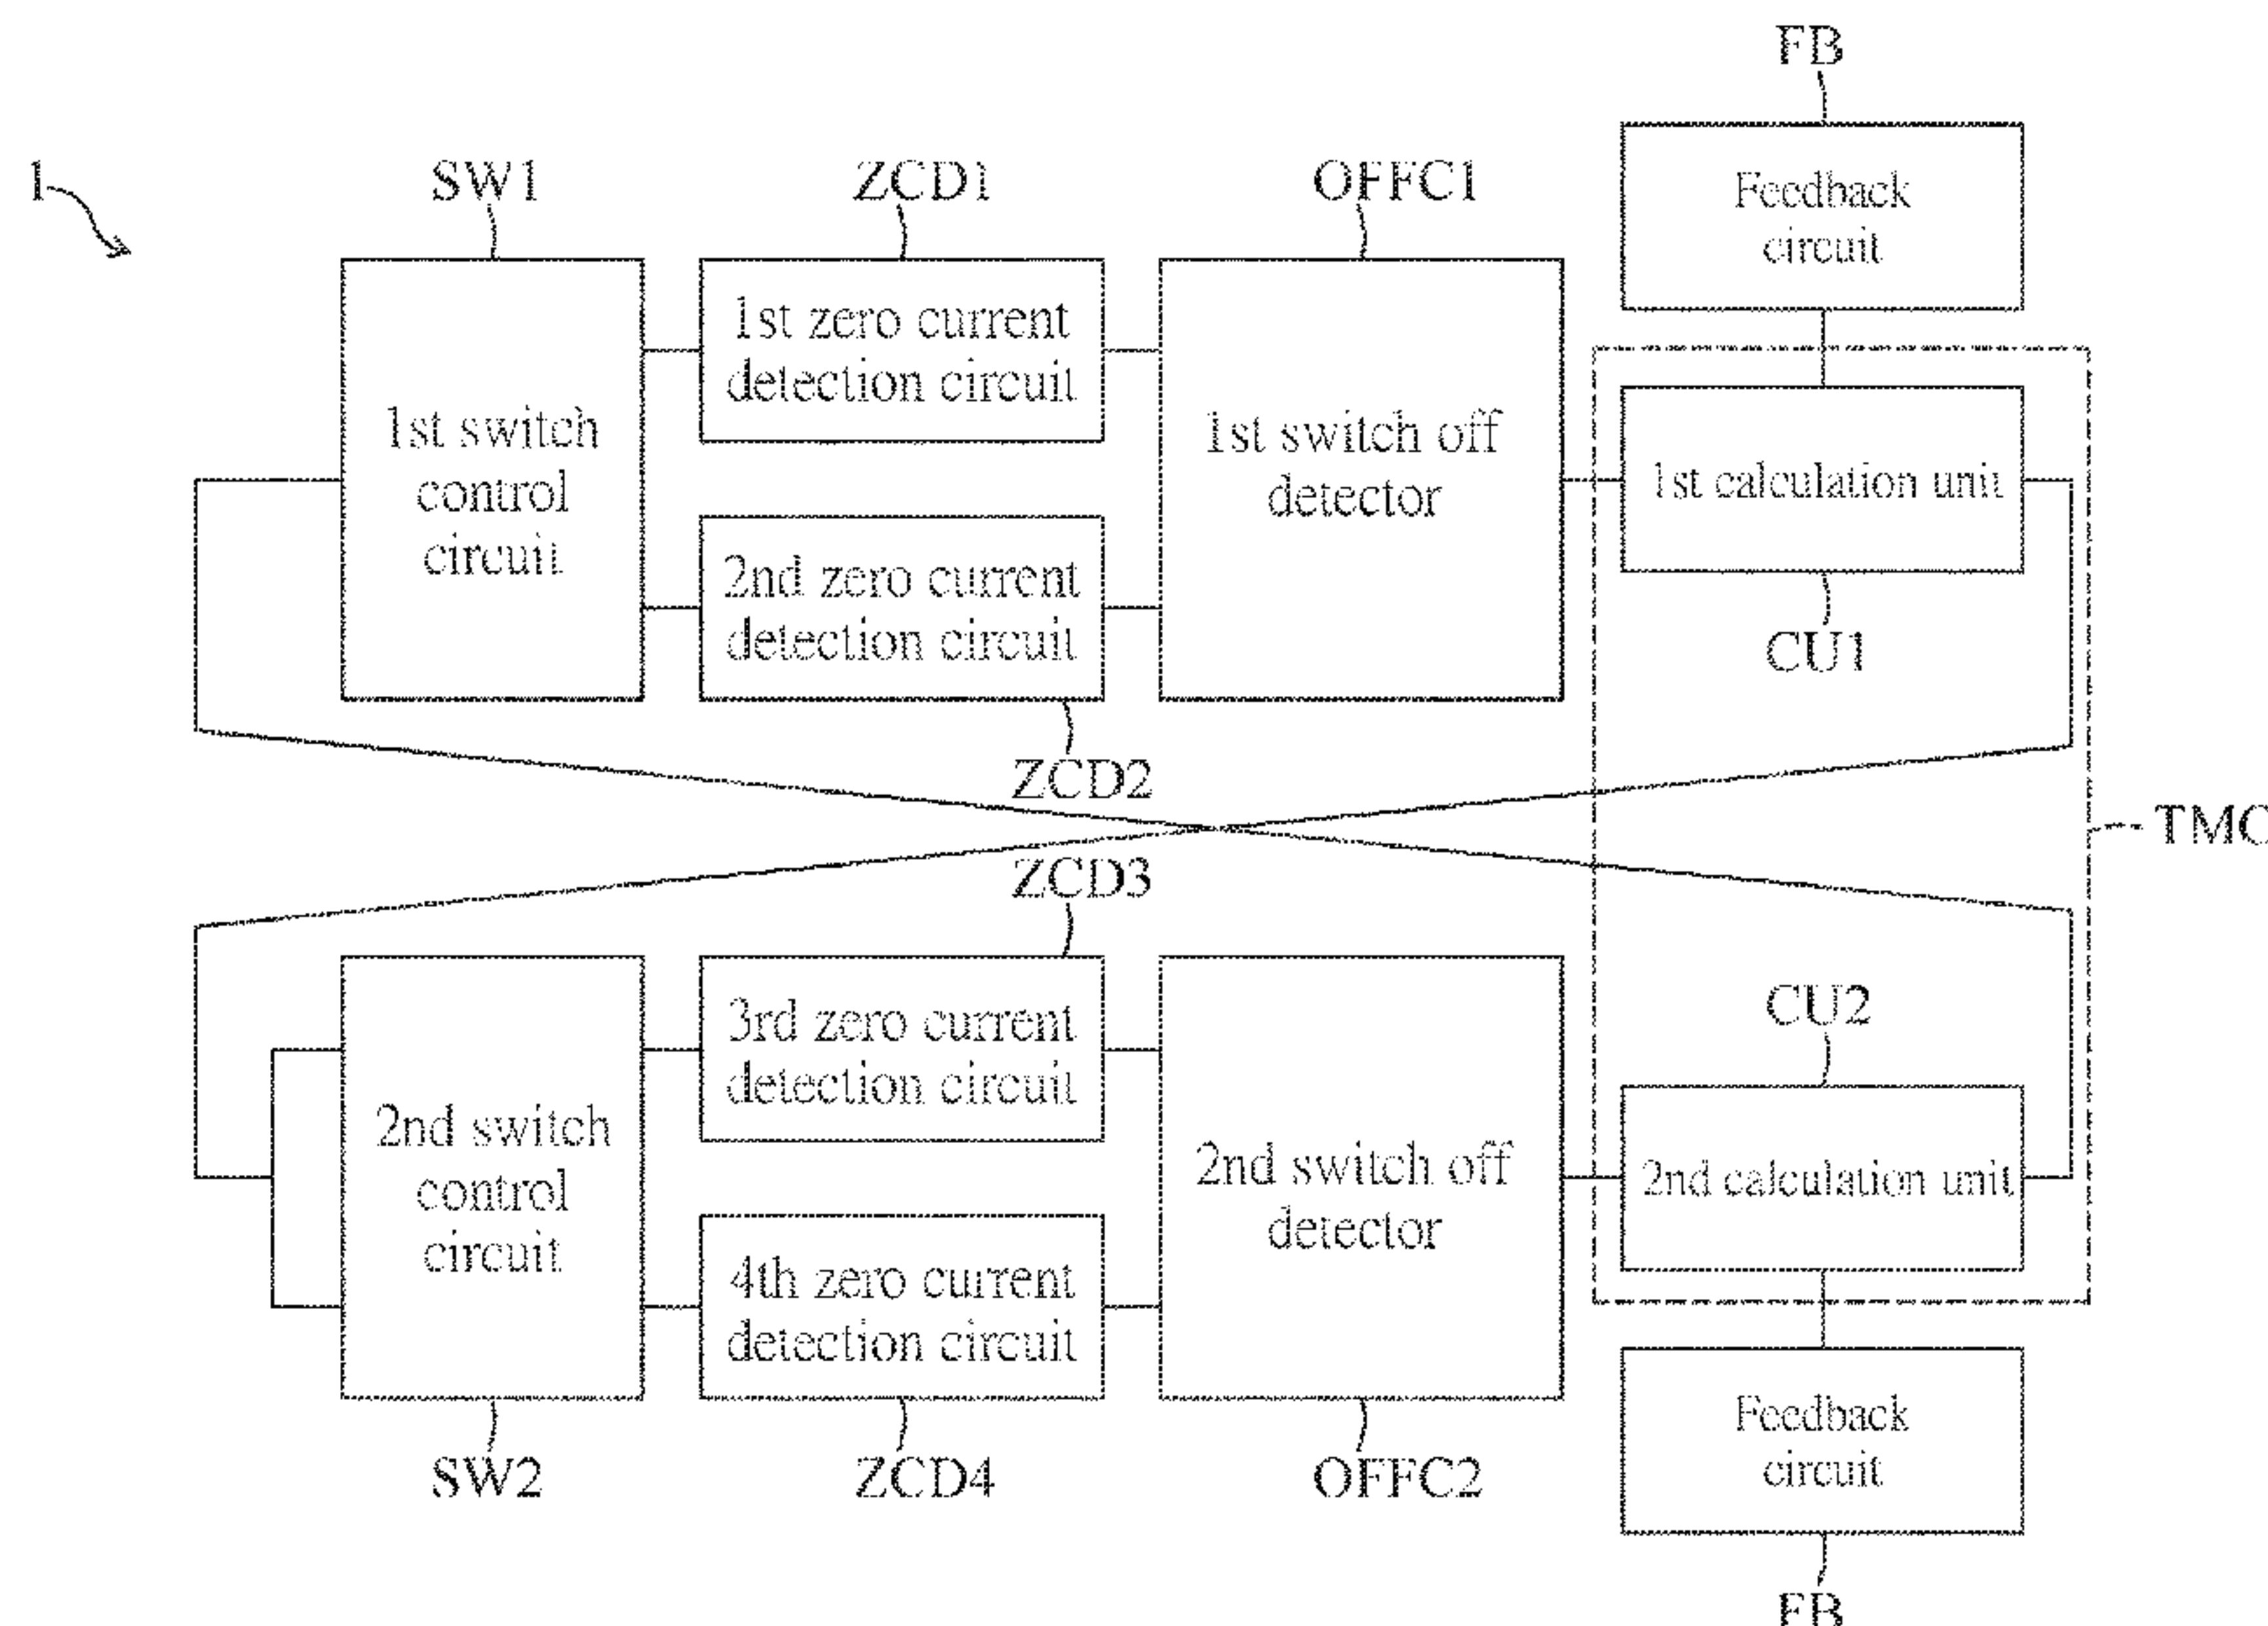 FB
1
SW1
ZCD1
OFFC1
Feedback
circuit
1st switch
control
circuit
1st zero current
detection circuit
2nd zero current
detection circuit
1st switch off
detector
1st calculation unit
CU1
ZCD2
TMC
ZCD3
CU2
2nd switch
control
circuit
3rd zero current
detection circuit
4th zero current
detection circuit
2nd switch off
detector
2nd calculation unit
Feedback
circuit
SW2
ZCD4
OFFC2
FB